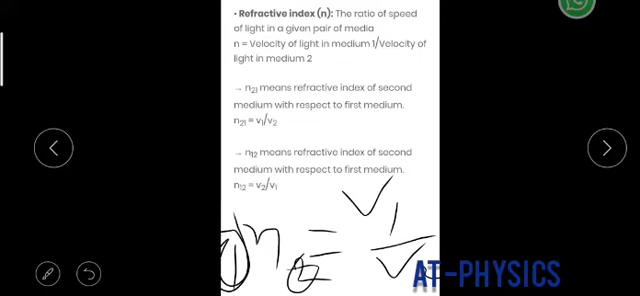 • Refractive index (n): The ratio of speed
of light in a given pair of media
n = Velocity of light in medium 1/Velocity of
light in medium 2
→ n₂₁ means refractive index of second
medium with respect to first medium.
n₂₁ = v₁/v₂
→ n₁₂ means refractive index of second
medium with respect to first medium.
n₁₂ = v₂/v₁
n = V₁
V
AT-PHYSICS